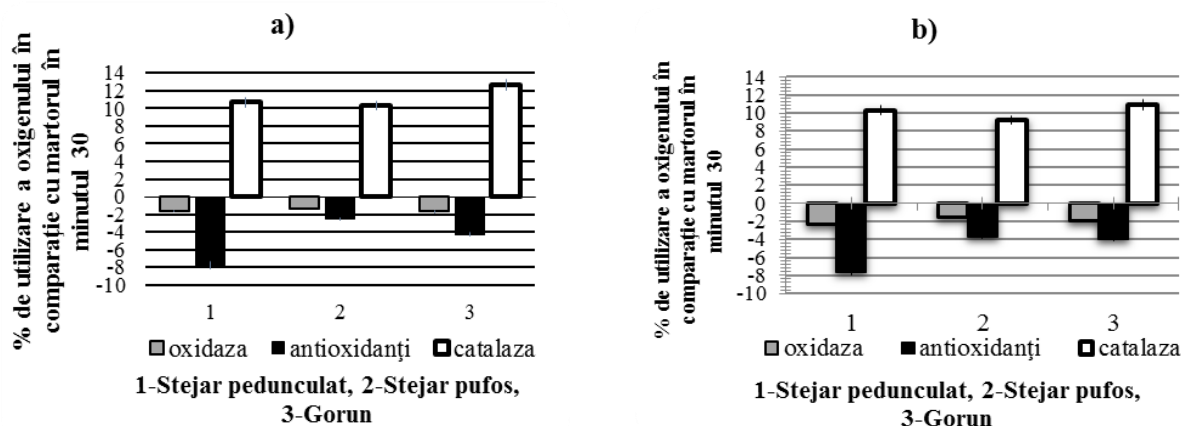 a)
% de utilizare a oxigenului în
comparație cu martorul în
minutul 30
14
12
10
8
6
4
2
0
-2
-4
-6
-8
-10
1 2 3
oxidaza antioxidanţi catalaza
1-Stejar pedunculat, 2-Stejar pufos,
3-Gorun
b)
% de utilizare a oxigenului în
comparație cu martorul în
minutul 30
14
12
10
8
6
4
2
0
-2
-4
-6
-8
-10
1 2 3
oxidaza antioxidanţi catalaza
1-Stejar pedunculat, 2-Stejar pufos,
3-Gorun